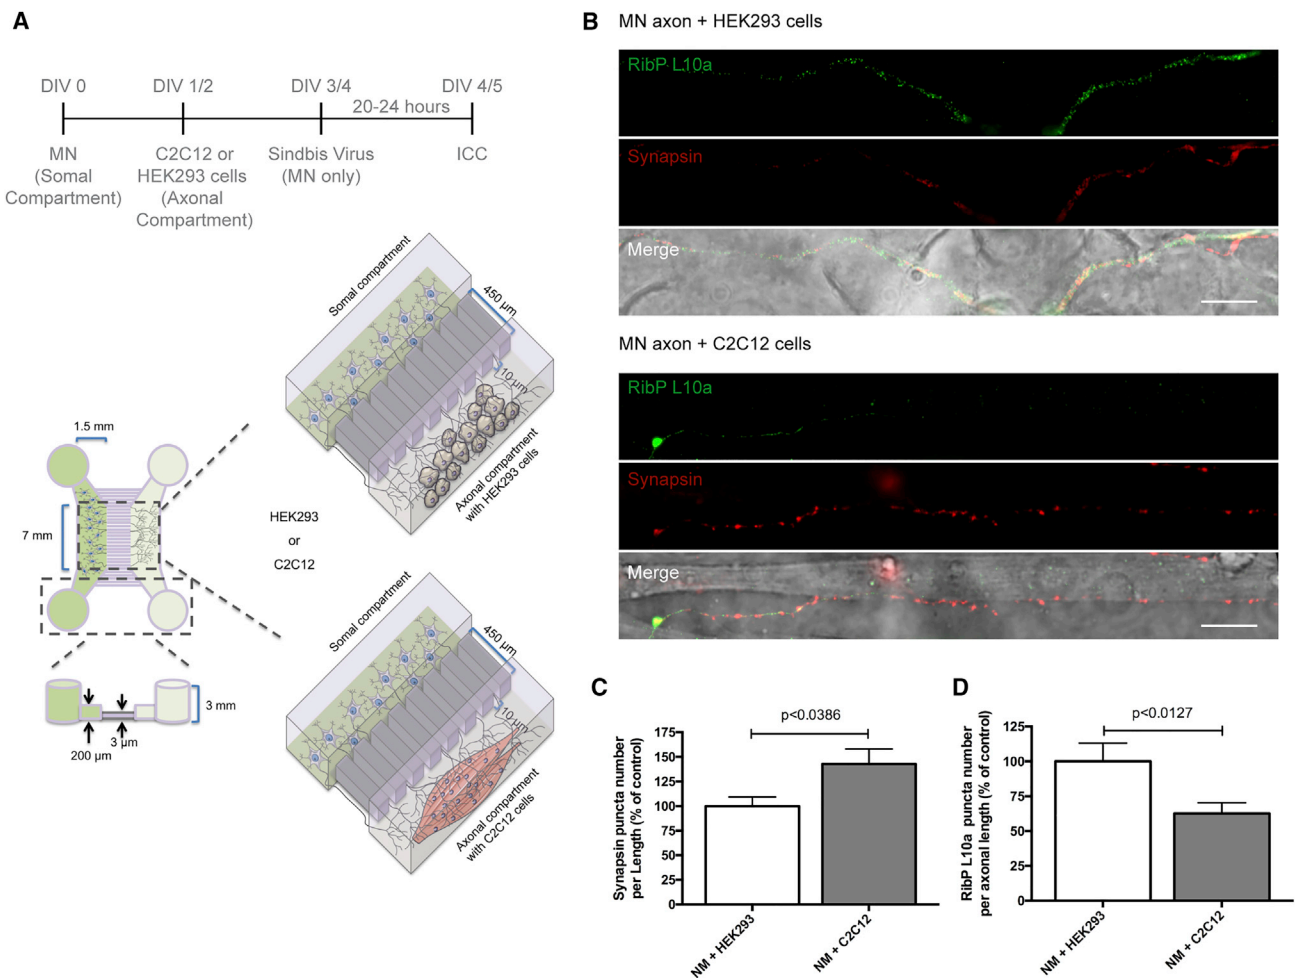 A
DIV 0
DIV 1/2
DIV 3/4
DIV 4/5
20-24 hours
MN
(Somal
Compartment)
C2C12 or
HEK293 cells
(Axonal
Compartment)
Sindbis Virus
(MN only)
ICC
Somal compartment
450 µm
10 µm
Axonal compartment
with HEK293 cells
1.5 mm
7 mm
HEK293
or
C2C12
3 mm
200 µm
3 µm
Somal compartment
450 µm
10 µm
Axonal compartment
with C2C12 cells
B
MN axon + HEK293 cells
RibP L10a
Synapsin
Merge
MN axon + C2C12 cells
RibP L10a
Synapsin
Merge
C
p<0.0386
Synapsin puncta number
per Length (% of control)
175
150
125
100
75
50
25
0
NM + HEK293
NM + C2C12
D
p<0.0127
RibP L10a puncta number
per axonal length (% of control)
125
100
75
50
25
0
NM + HEK293
NM + C2C12